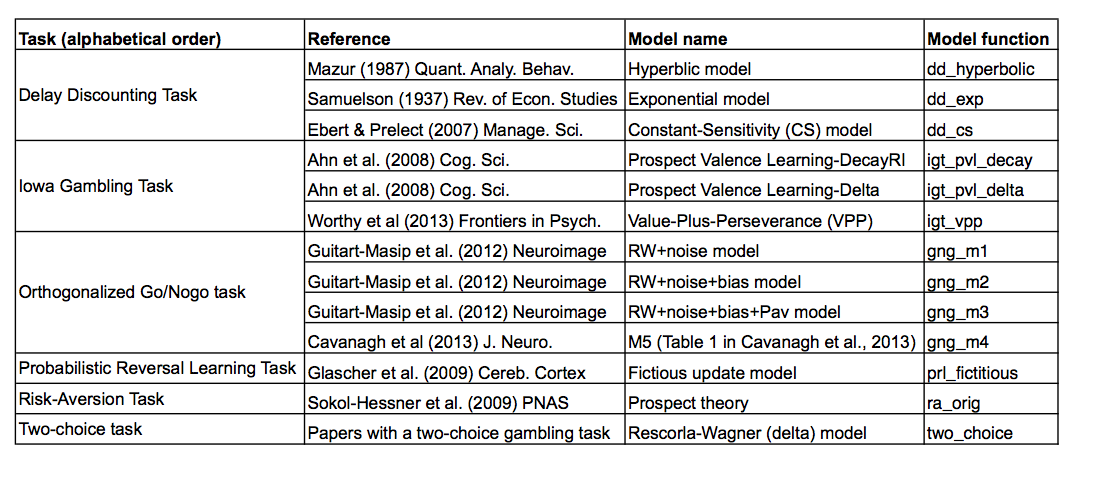 Task (alphabetical order) Reference Model name Model function
Delay Discounting Task Mazur (1987) Quant. Analy. Behav. Hyperblic model dd_hyperbolic
Samuelson (1937) Rev. of Econ. Studies Exponential model dd_exp
Ebert & Prelect (2007) Manage. Sci. Constant-Sensitivity (CS) model dd_cs
Iowa Gambling Task Ahn et al. (2008) Cog. Sci. Prospect Valence Learning-DecayRI igt_pvl_decay
Ahn et al. (2008) Cog. Sci. Prospect Valence Learning-Delta igt_pvl_delta
Worthy et al (2013) Frontiers in Psych. Value-Plus-Perseverance (VPP) igt_vpp
Orthogonalized Go/Nogo task Guitart-Masip et al. (2012) Neuroimage RW+noise model gng_m1
Guitart-Masip et al. (2012) Neuroimage RW+noise+bias model gng_m2
Guitart-Masip et al. (2012) Neuroimage RW+noise+bias+Pav model gng_m3
Cavanagh et al (2013) J. Neuro. M5 (Table 1 in Cavanagh et al., 2013) gng_m4
Probabilistic Reversal Learning Task Glascher et al. (2009) Cereb. Cortex Fictious update model prl_fictitious
Risk-Aversion Task Sokol-Hessner et al. (2009) PNAS Prospect theory ra_orig
Two-choice task Papers with a two-choice gambling task Rescorla-Wagner (delta) model two_choice